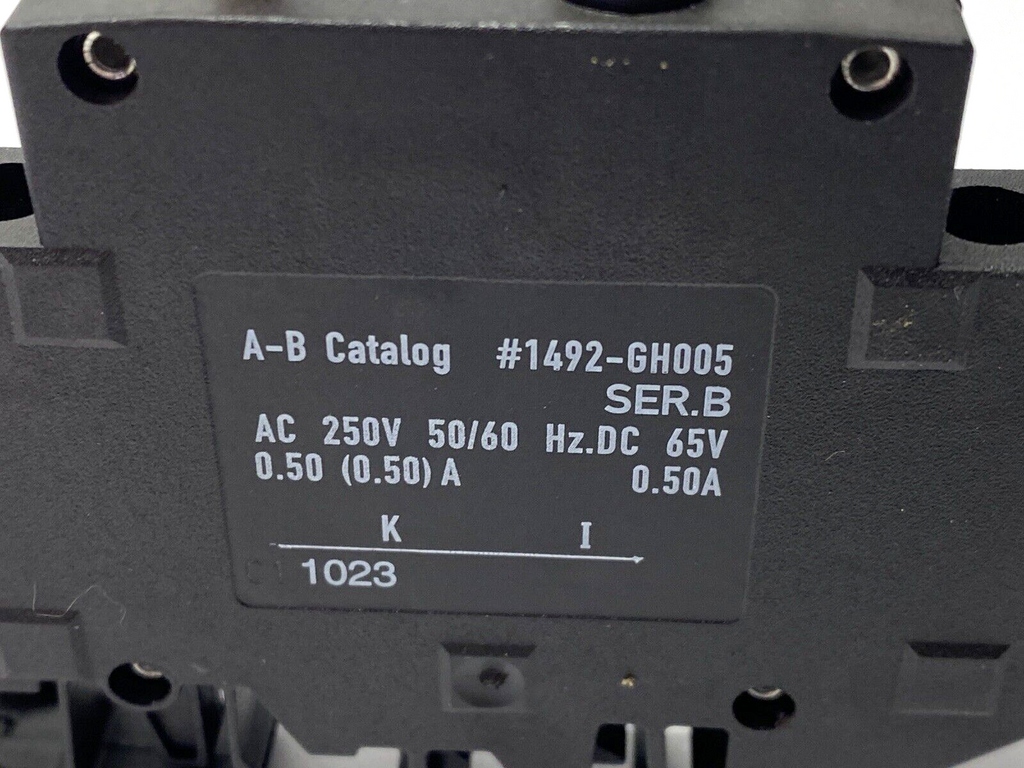 A-B Catalog #1492-GH005
SER.B
AC 250V 50/60 Hz.DC 65V
0.50 (0.50) A 0.50A
K I
1023